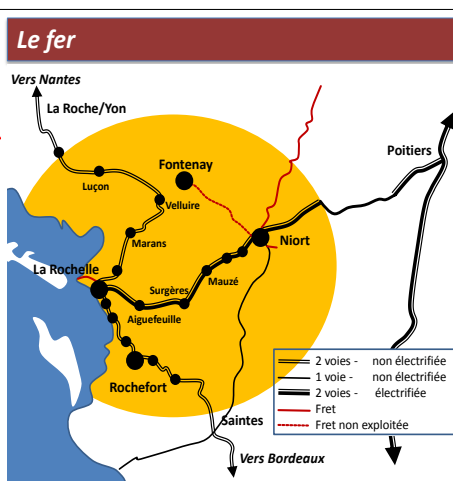 Le fer
Vers Nantes
La Roche/Yon
Poitiers
Fontenay
Luçon
Velluire
Marans
Niort
La Rochelle
Mauzé
Surgères
Aiguefeuille
Rochefort
2 voies - non électrifiée
1 voie - non électrifiée
2 voies - électrifiée
Fret
Fret non exploitée
Saintes
Vers Bordeaux